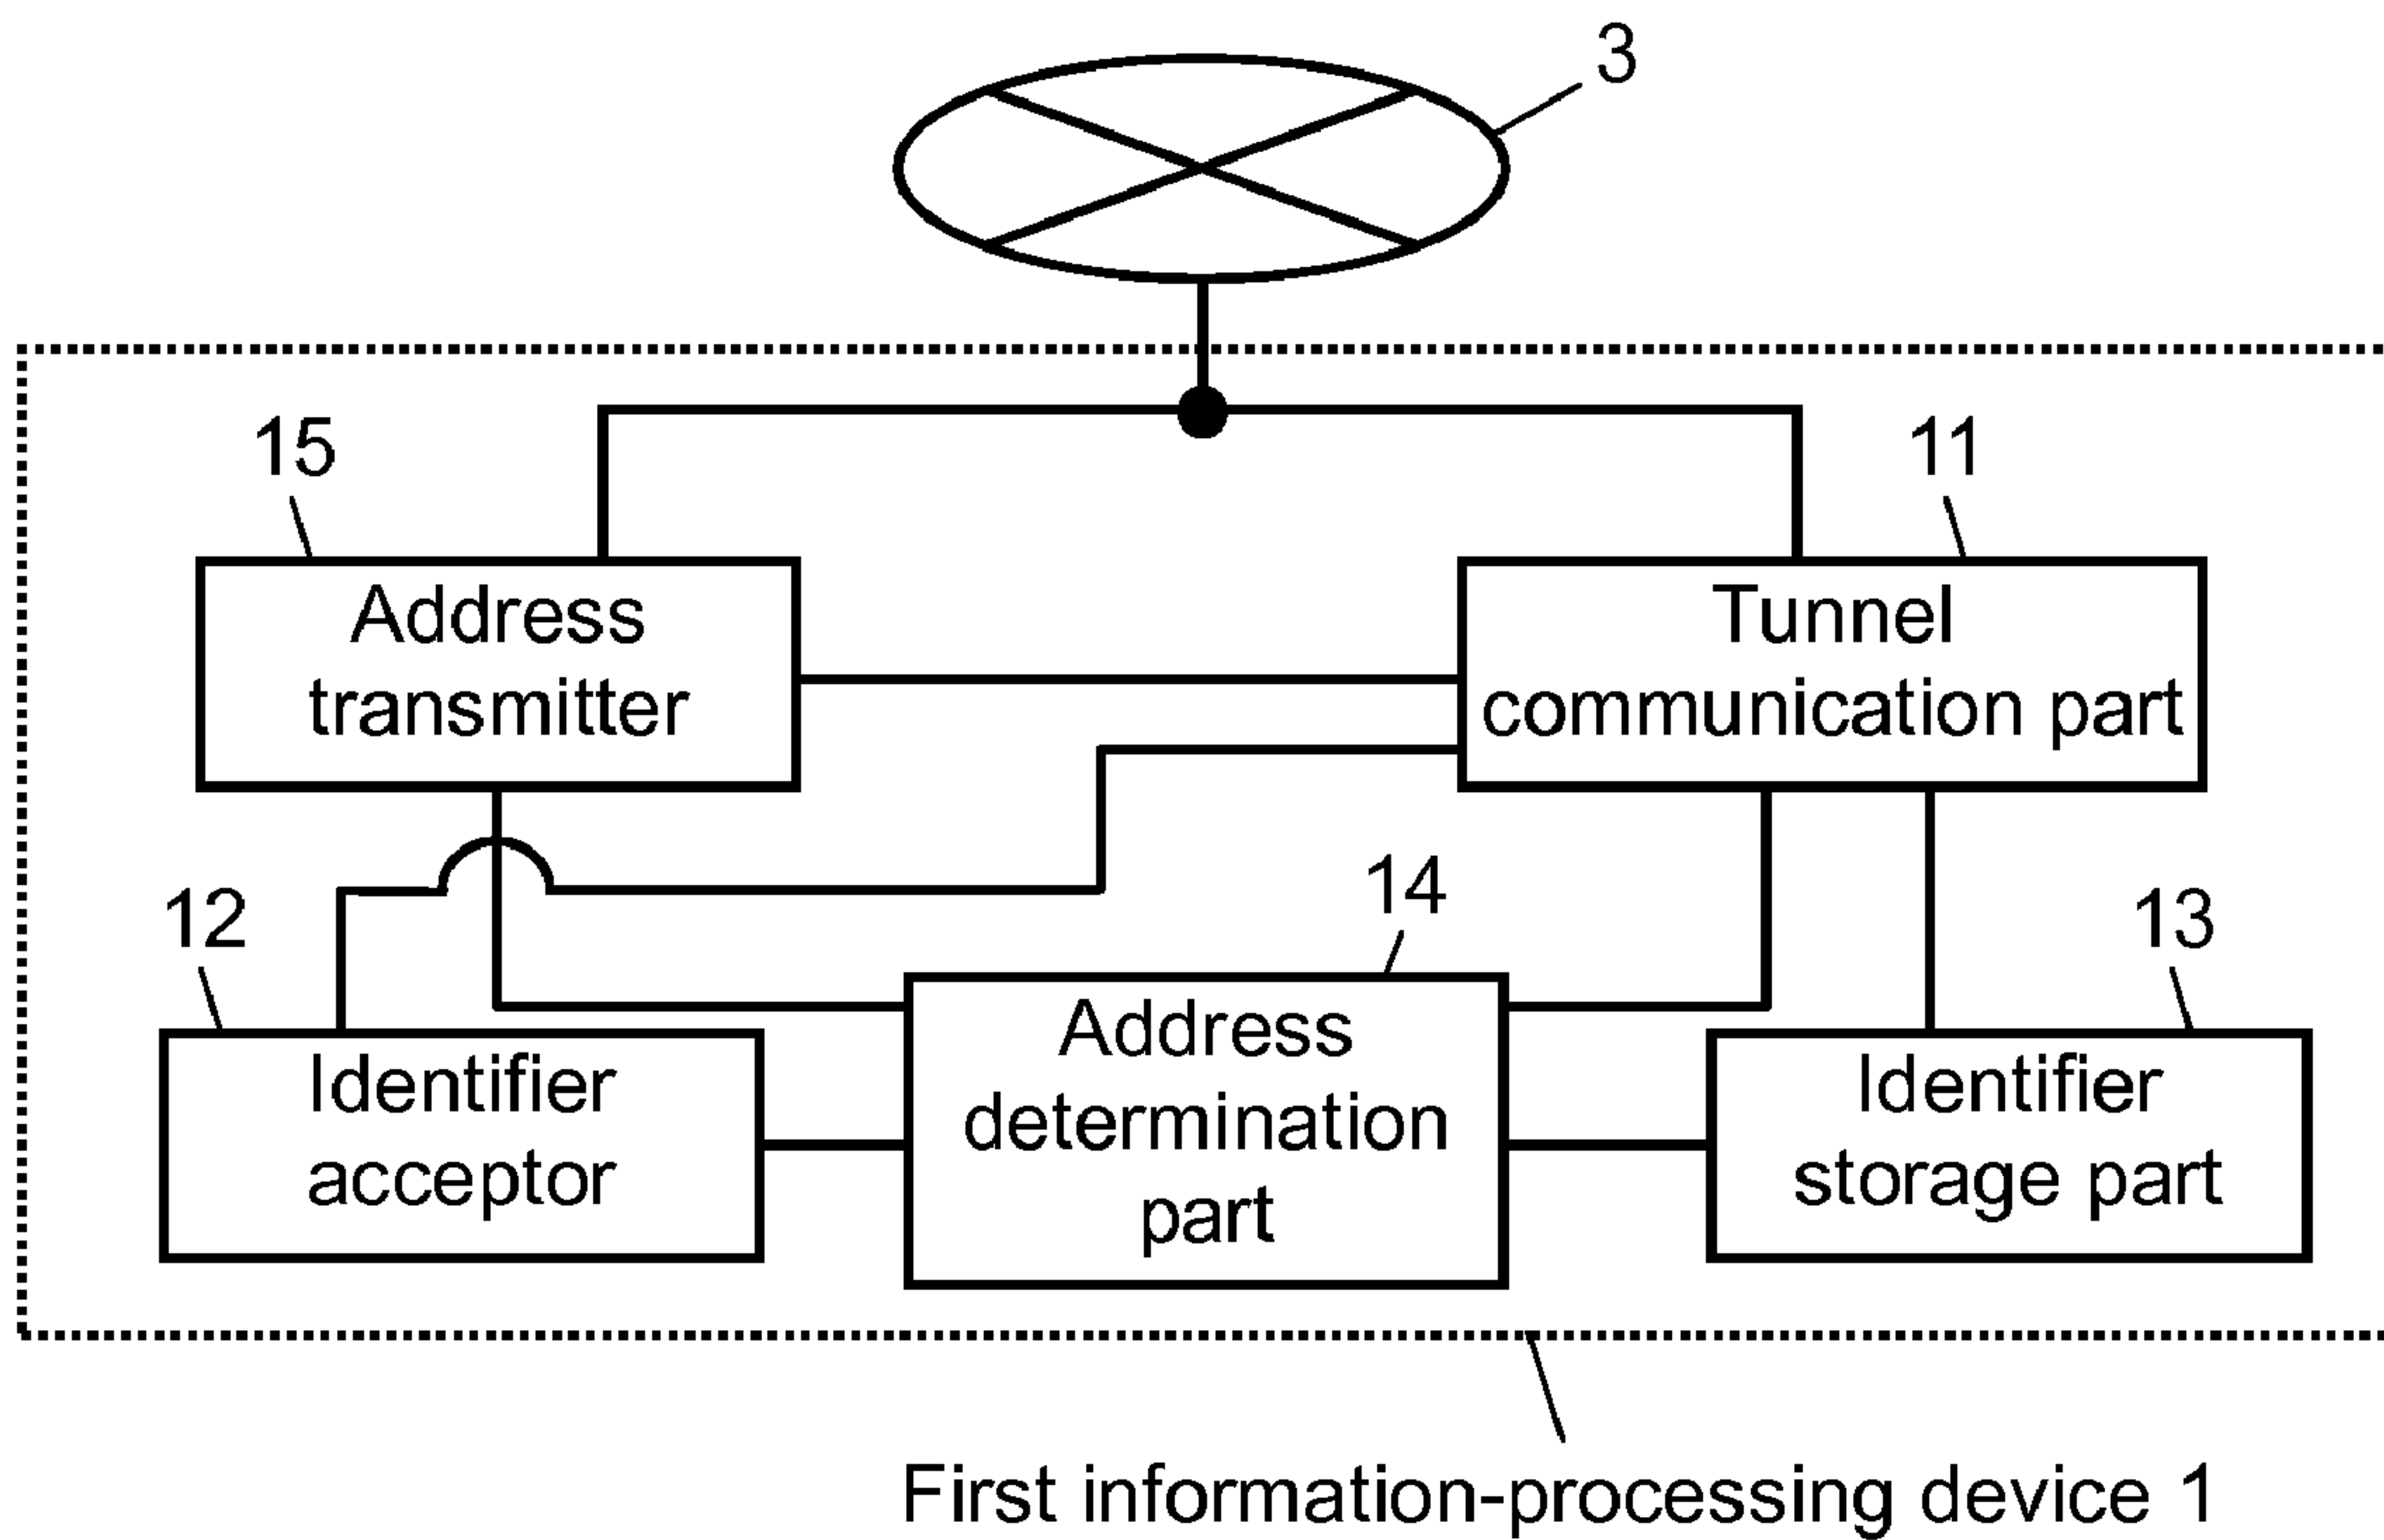 3
15
11
Address
transmitter
Tunnel
communication part
12
14
13
Identifier
acceptor
Address
determination
part
Identifier
storage part
First information-processing device 1